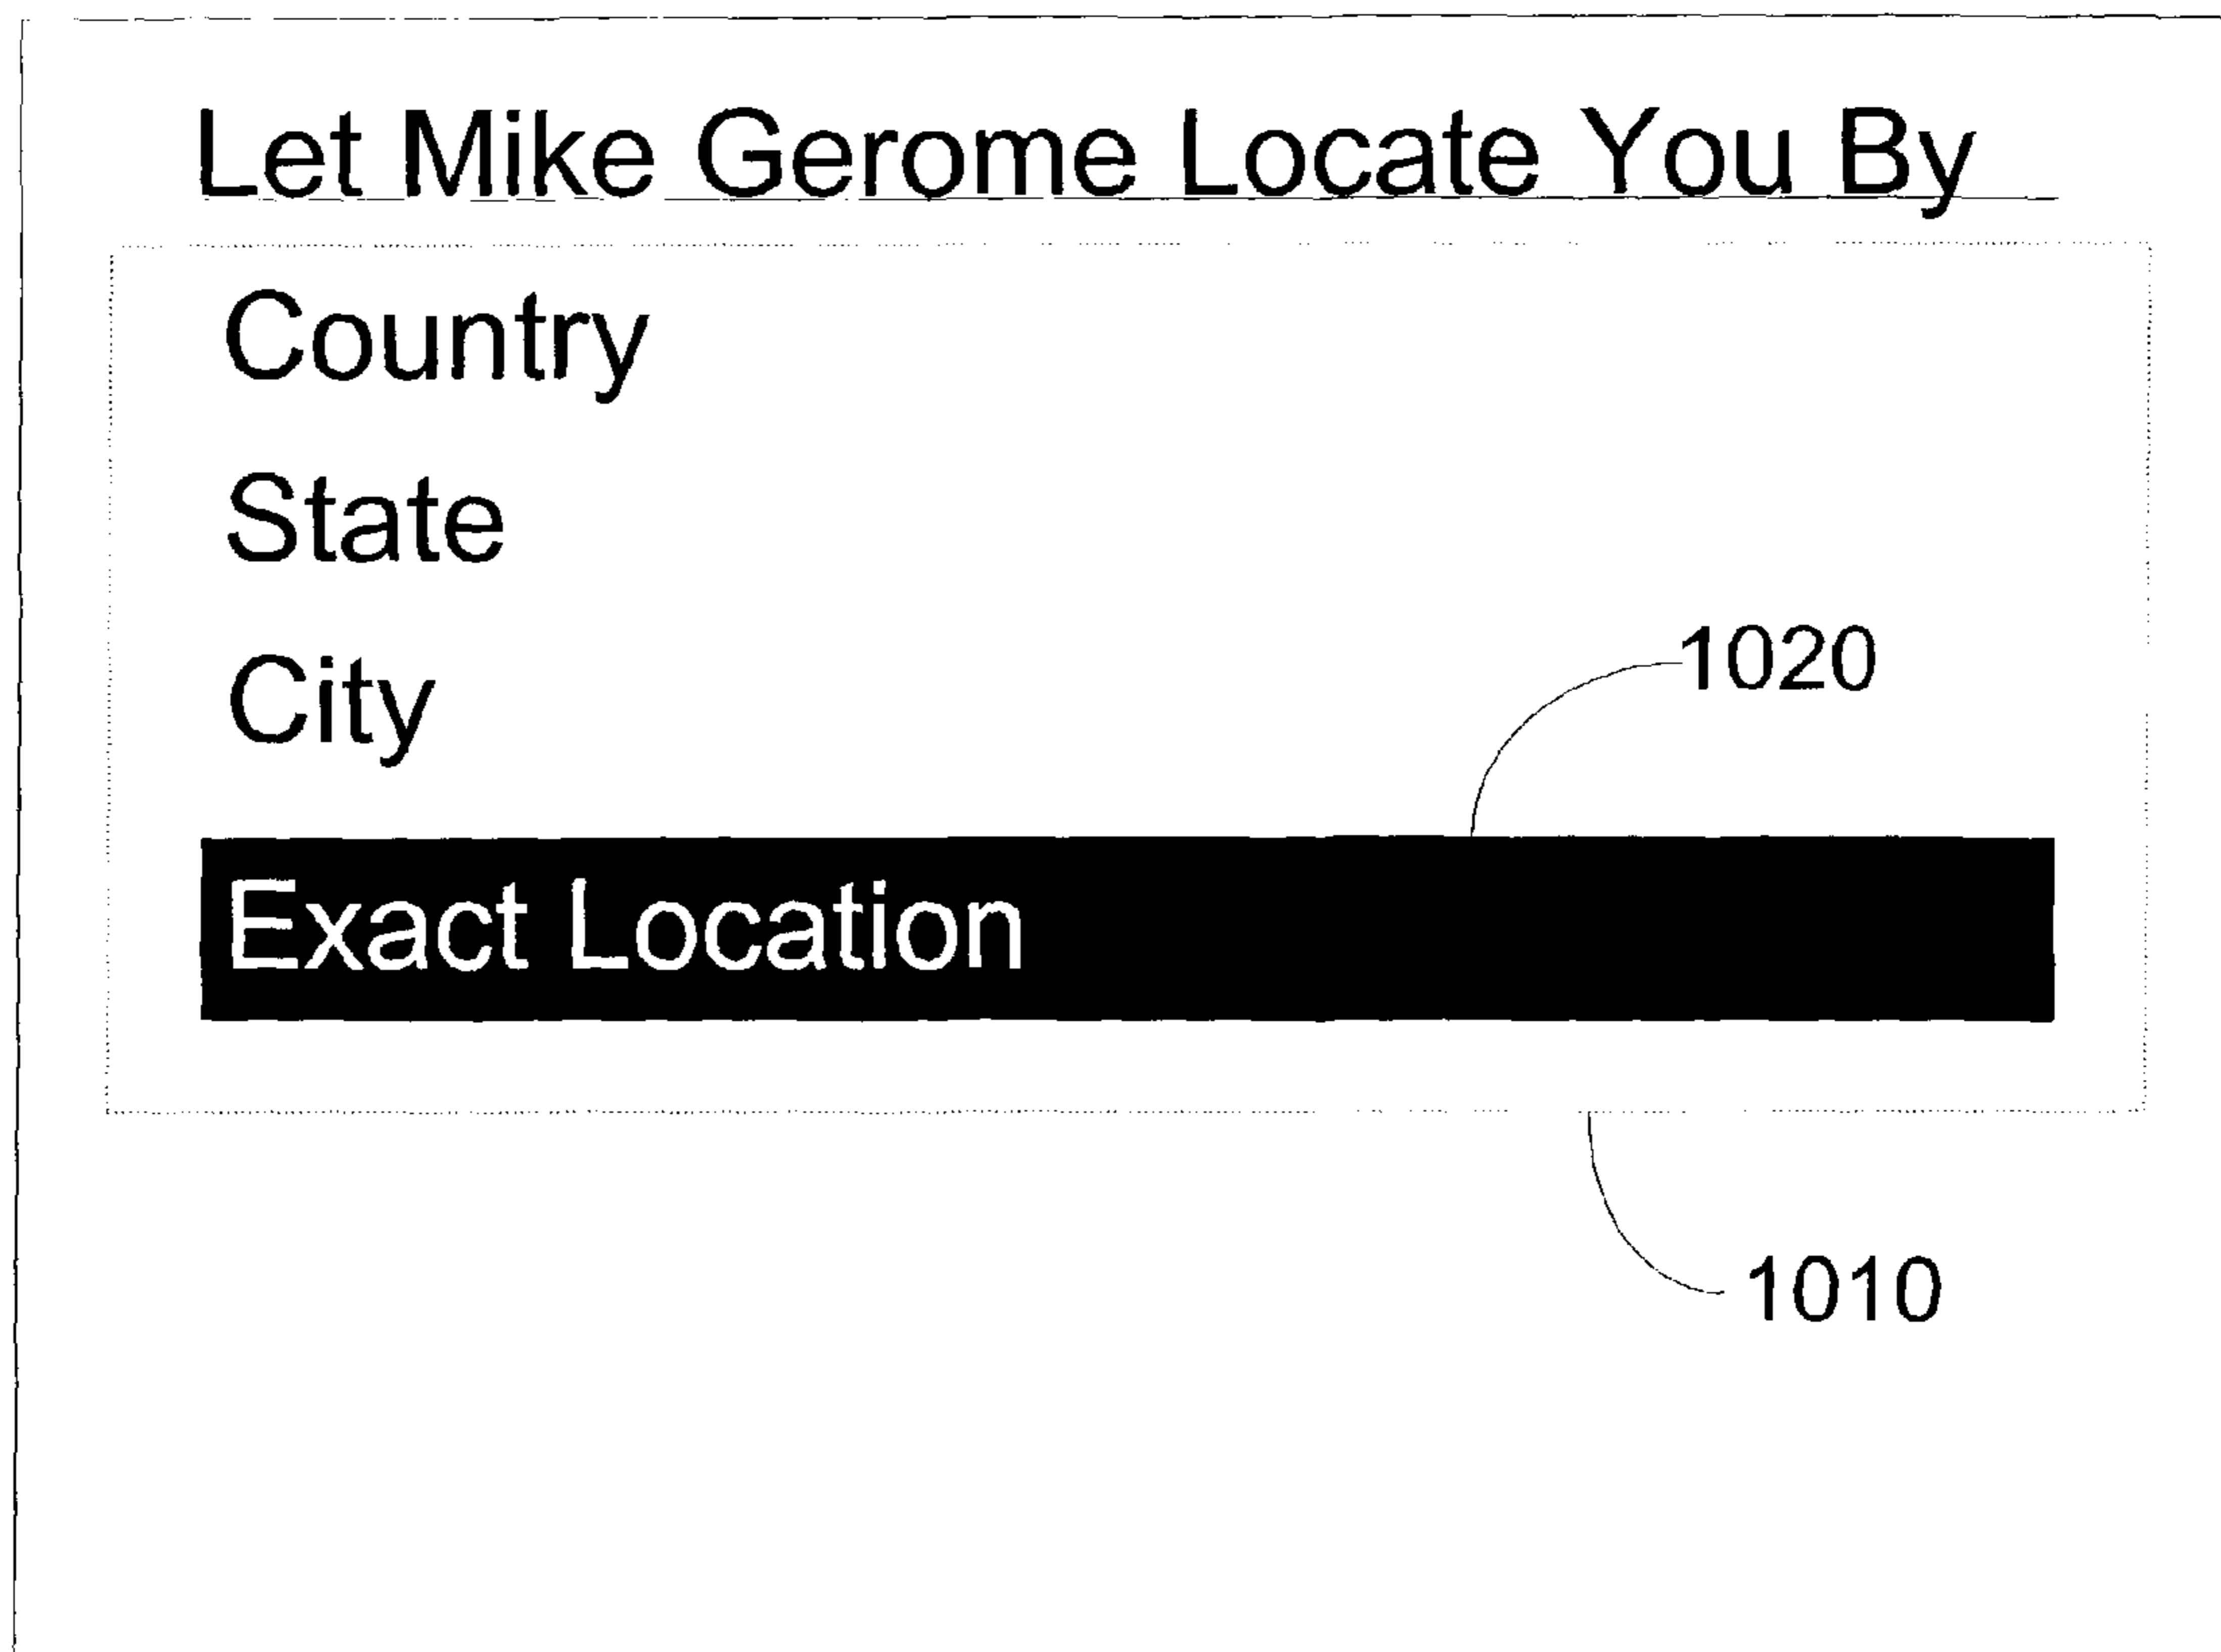 Let Mike Gerome Locate You By
Country
State
City
1020
Exact Location
1010